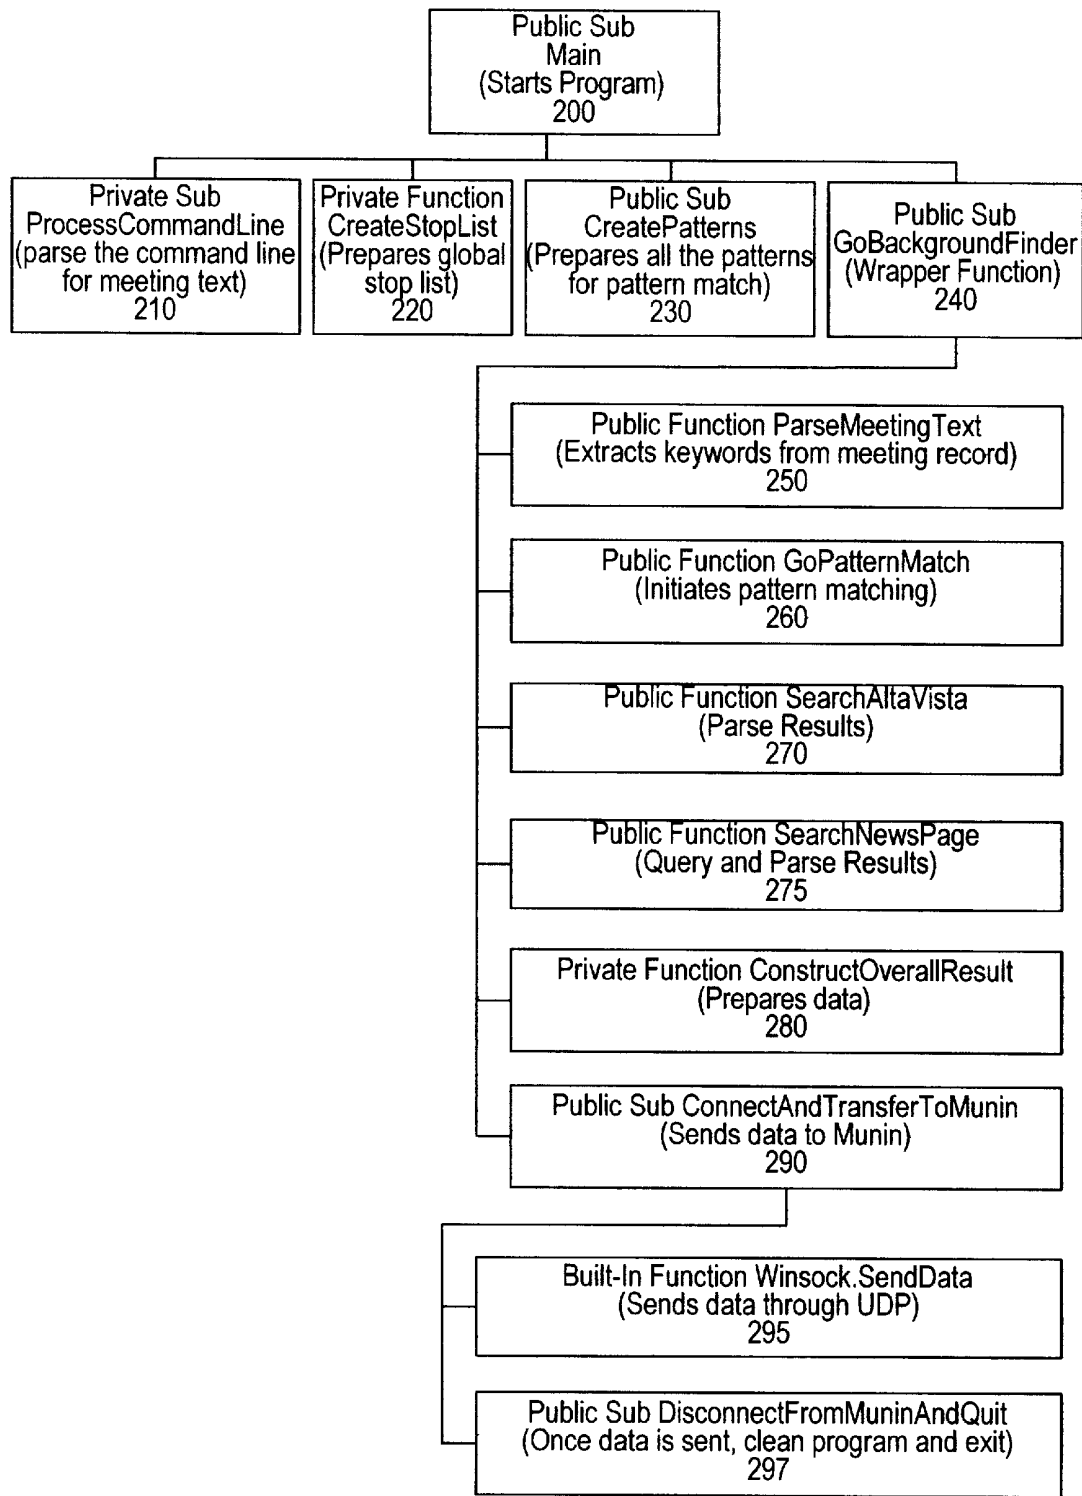 Public Sub
Main
(Starts Program)
200
Private Sub
ProcessCommandLine
(parse the command line
for meeting text)
210
Private Function
CreateStopList
(Prepares global
stop list)
220
Public Sub
CreatePatterns
(Prepares all the patterns
for pattern match)
230
Public Sub
GoBackgroundFinder
(Wrapper Function)
240
Public Function ParseMeetingText
(Extracts keywords from meeting record)
250
Public Function GoPatternMatch
(Initiates pattern matching)
260
Public Function SearchAltaVista
(Parse Results)
270
Public Function SearchNewsPage
(Query and Parse Results)
275
Private Function ConstructOverallResult
(Prepares data)
280
Public Sub ConnectAndTransferToMunin
(Sends data to Munin)
290
Built-In Function Winsock.SendData
(Sends data through UDP)
295
Public Sub DisconnectFromMuninAndQuit
(Once data is sent, clean program and exit)
297